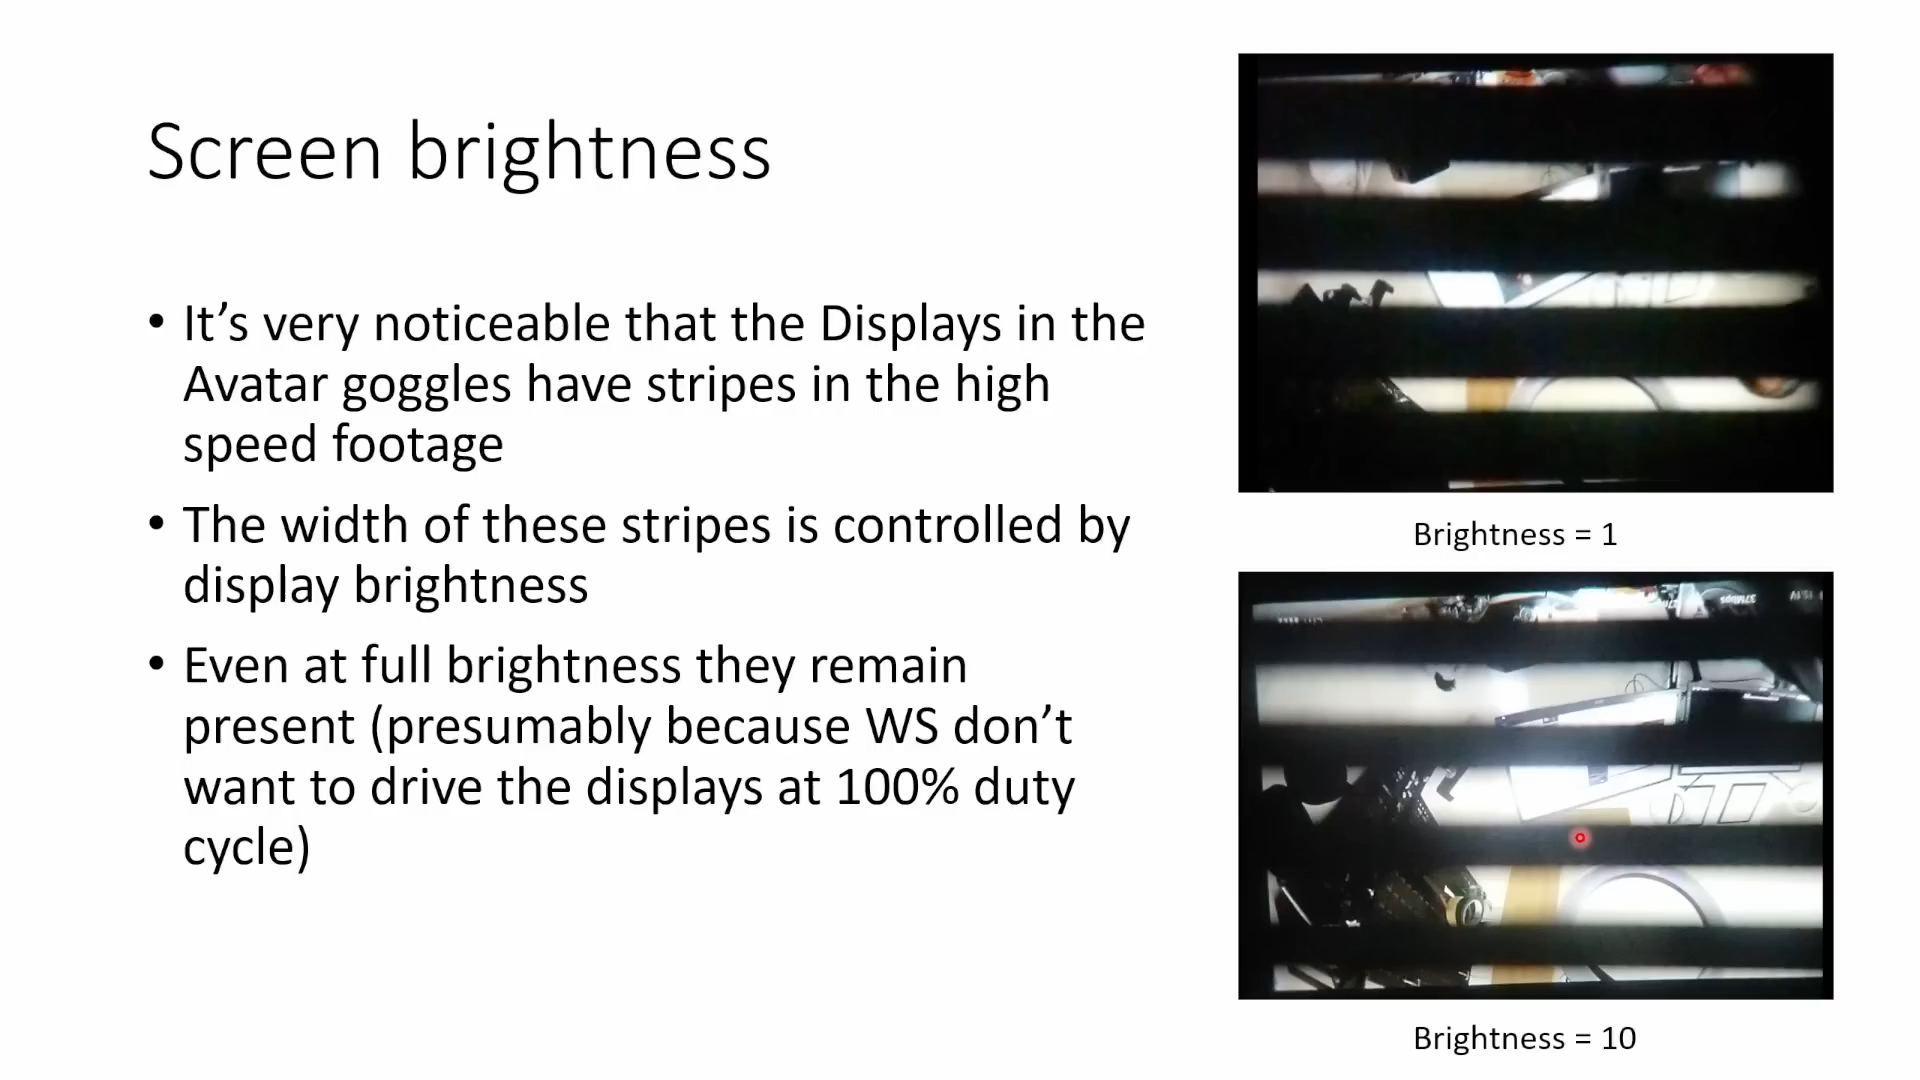 Screen brightness
• It’s very noticeable that the Displays in the
Avatar goggles have stripes in the high
speed footage
• The width of these stripes is controlled by
display brightness
• Even at full brightness they remain
present (presumably because WS don’t
want to drive the displays at 100% duty
cycle)
Brightness = 1
37Mbps
Brightness = 10